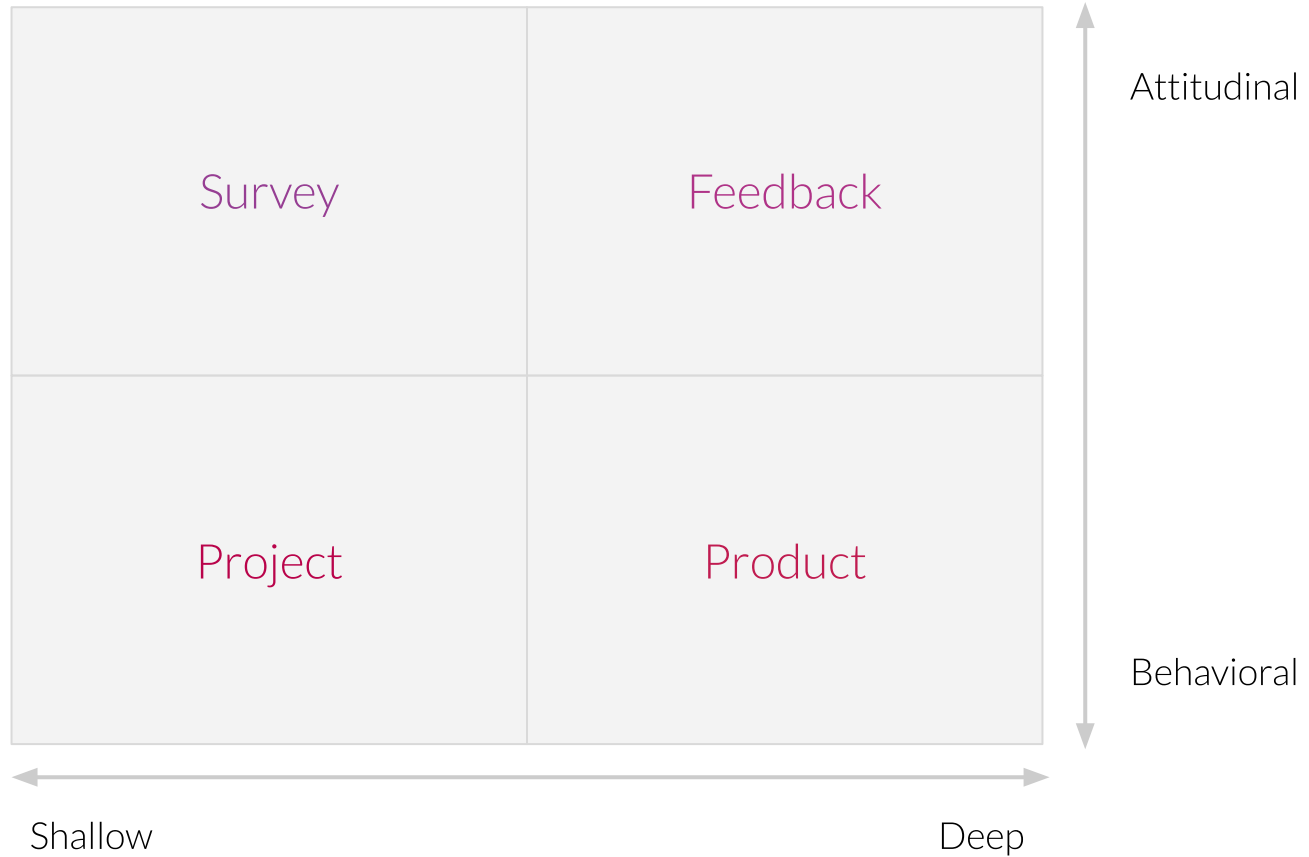 Attitudinal
Survey
Feedback
Project
Product
Behavioral
Shallow
Deep